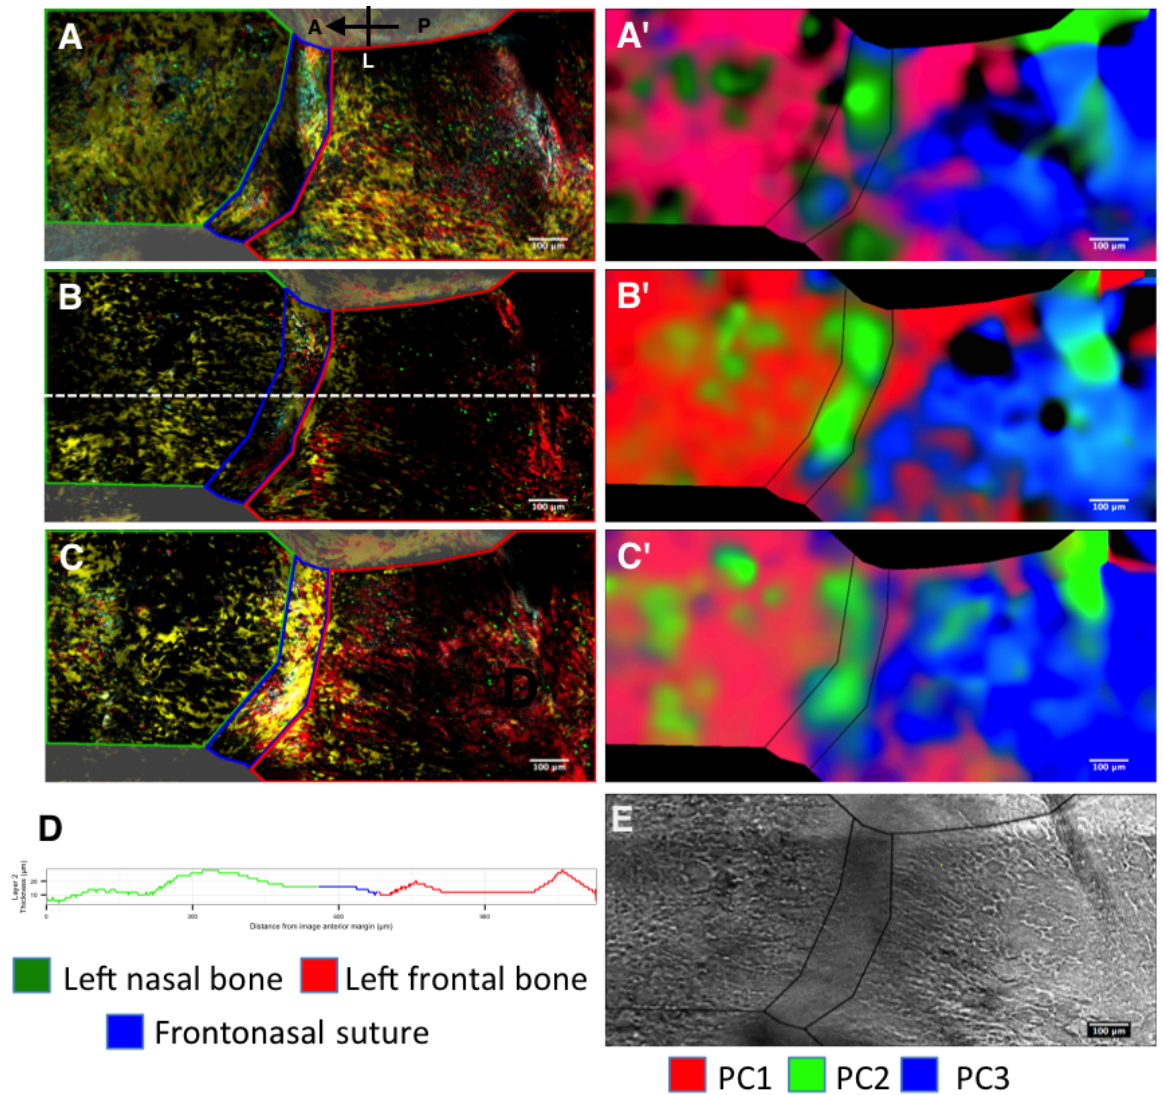 A
A
P
L
100 µm
A'
100 µm
B
100 µm
B'
100 µm
C
D
100 µm
C'
100 µm
D
Layer 2
Thickness (µm)
20
10
0
300
600
900
Distance from image anterior margin (µm)
E
100 µm
Left nasal bone
Left frontal bone
Frontonasal suture
PC1
PC2
PC3